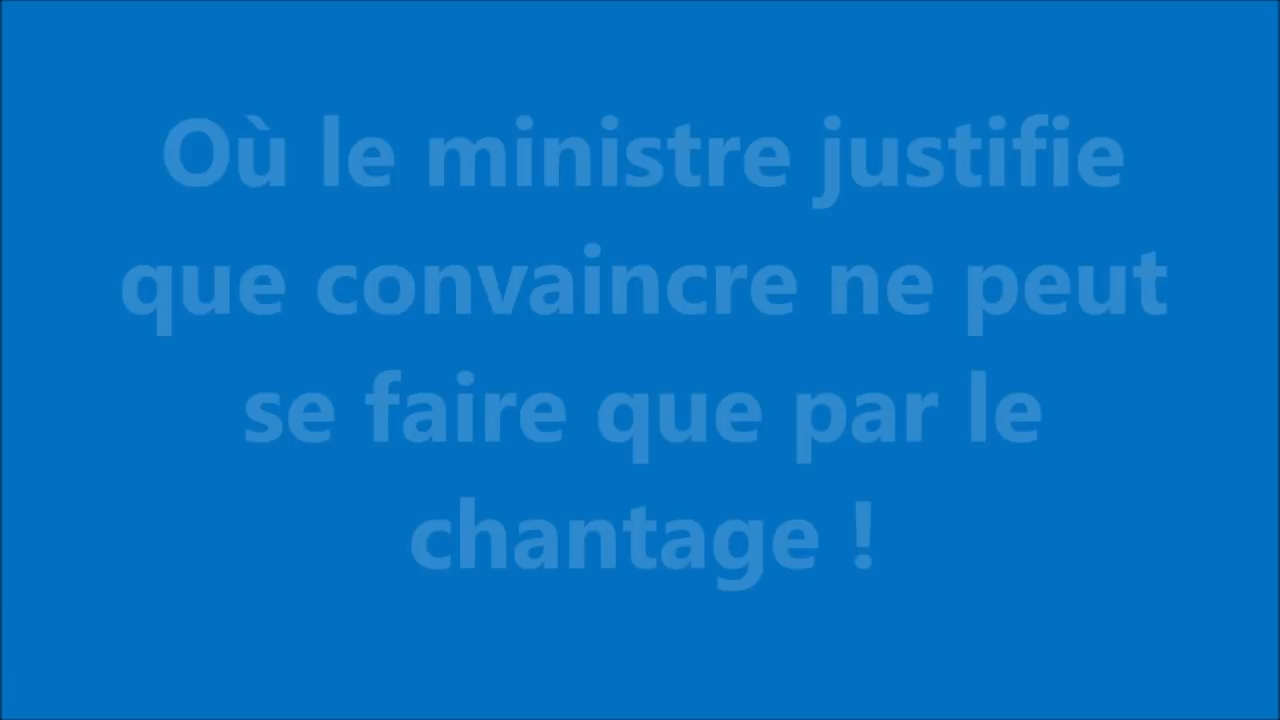 Où le ministre justifie
que convaincre ne peut
se faire que par le
chantage !